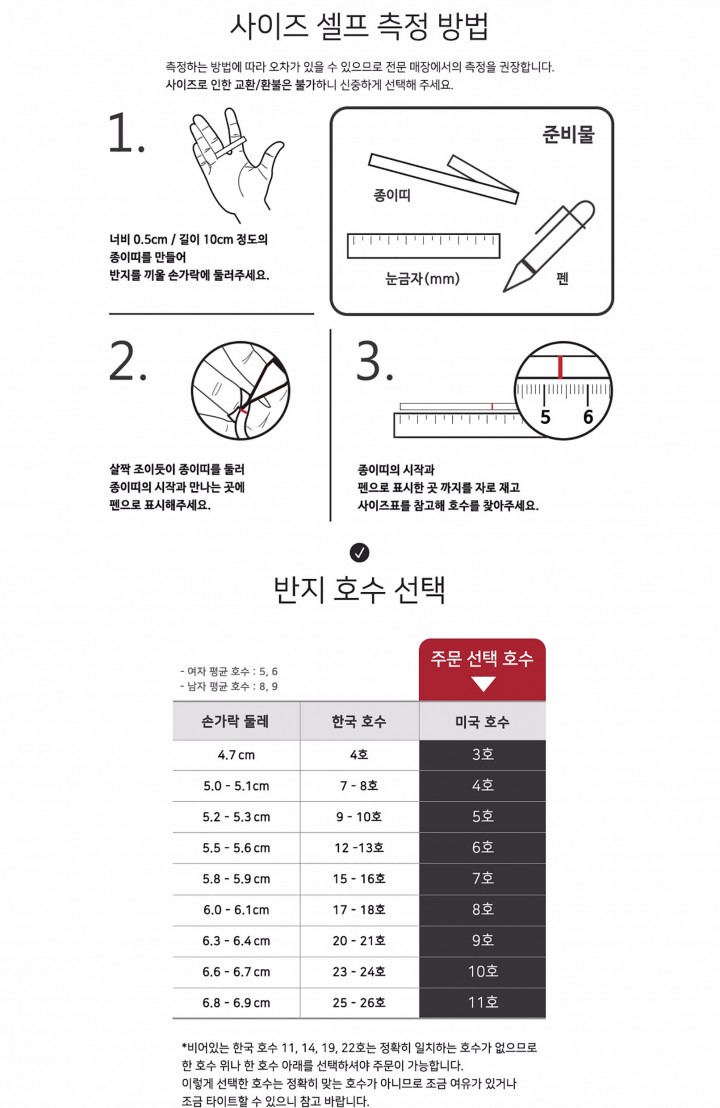 사이즈 셀프 측정 방법
측정하는 방법에 따라 오차가 있을 수 있으므로 전문 매장에서의 측정을 권장합니다.
사이즈로 인한 교환/환불은 불가하니 신중하게 선택해 주세요.
1.
너비 0.5cm / 길이 10cm 정도의
종이띠를 만들어
반지를 끼울 손가락에 둘러주세요.
준비물
종이띠
눈금자(mm)
펜
2.
살짝 조이듯이 종이띠를 둘러
종이띠의 시작과 만나는 곳에
펜으로 표시해주세요.
3.
5 6
종이띠의 시작과
펜으로 표시한 곳 까지를 자로 재고
사이즈표를 참고해 호수를 찾아주세요.
반지 호수 선택
- 여자 평균 호수 : 5, 6
- 남자 평균 호수 : 8, 9
주문 선택 호수
손가락 둘레 한국 호수 미국 호수
4.7 cm 4호 3호
5.0 - 5.1cm 7 - 8호 4호
5.2 - 5.3 cm 9 - 10호 5호
5.5 - 5.6 cm 12 -13호 6호
5.8 - 5.9 cm 15 - 16호 7호
6.0 - 6.1cm 17 - 18호 8호
6.3 - 6.4 cm 20 - 21호 9호
6.6 - 6.7 cm 23 - 24호 10호
6.8 - 6.9 cm 25 - 26호 11호
*비어있는 한국 호수 11, 14, 19, 22호는 정확히 일치하는 호수가 없으므로
한 호수 위나 한 호수 아래를 선택하셔야 주문이 가능합니다.
이렇게 선택한 호수는 정확히 맞는 호수가 아니므로 조금 여유가 있거나
조금 타이트할 수 있으니 참고 바랍니다.